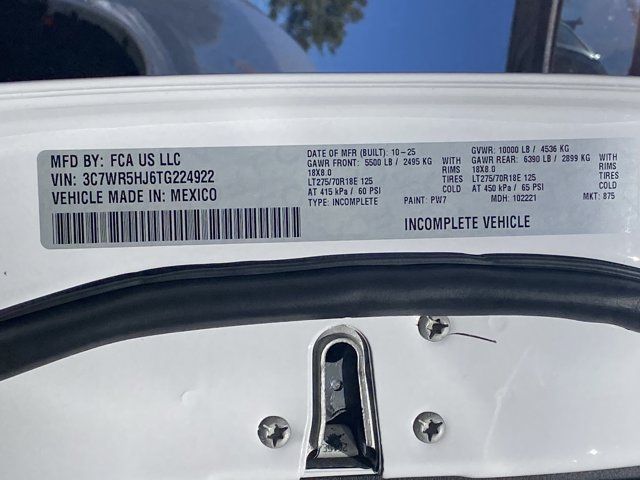 MFD BY: FCA US LLC
VIN: 3C7WR5HJ6TG224922
VEHICLE MADE IN: MEXICO
DATE OF MFR (BUILT): 10-25
GAWR FRONT: 5500 LB / 2495 KG
18X8.0 WITH
LT275/70R18E 125 RIMS
TIRES
AT 415 kPa / 60 PSI COLD
TYPE: INCOMPLETE
GVWR: 10000 LB / 4536 KG
GAWR REAR: 6390 LB / 2899 KG
18X8.0 WITH
LT275/70R18E 125 RIMS
TIRES
AT 450 kPa / 65 PSI COLD
PAINT: PW7 MDH: 102221 MKT: 875
INCOMPLETE VEHICLE